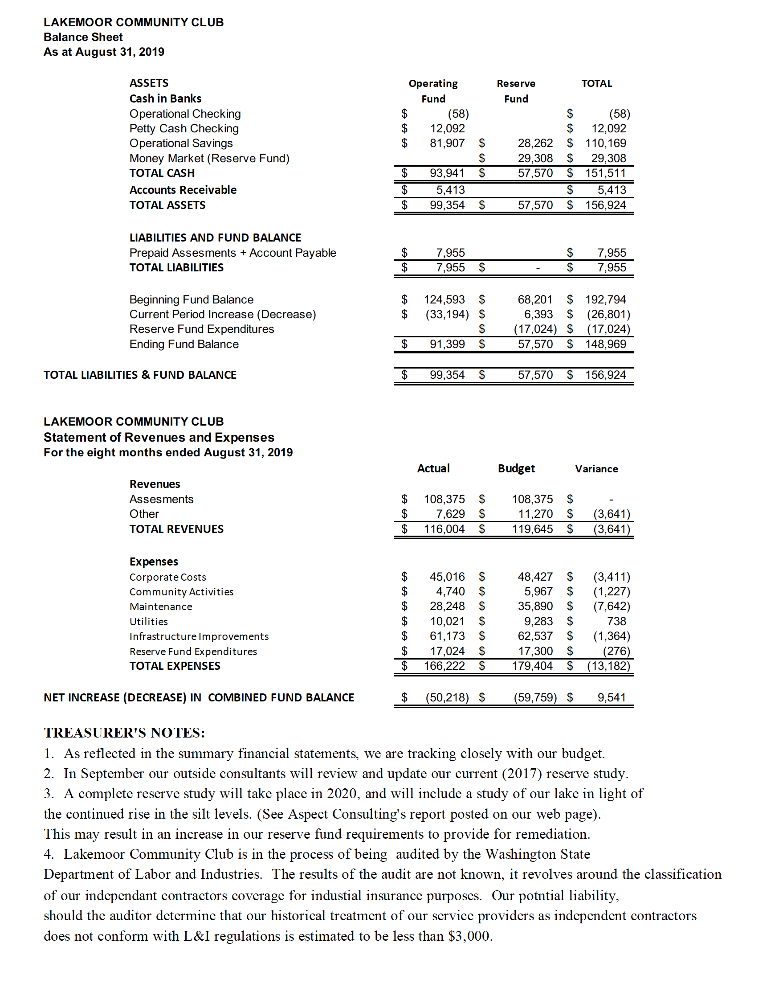 LAKEMOOR COMMUNITY CLUB
Balance Sheet
As at August 31, 2019
ASSETS Operating Reserve TOTAL
Cash in Banks Fund Fund
Operational Checking $ (58) $ (58)
Petty Cash Checking $ 12,092 $ 12,092
Operational Savings $ 81,907 $ 28,262 $ 110,169
Money Market (Reserve Fund) $ 29,308 $ 29,308
TOTAL CASH $ 93,941 $ 57,570 $ 151,511
Accounts Receivable $ 5,413 $ 5,413
TOTAL ASSETS $ 99,354 $ 57,570 $ 156,924
LIABILITIES AND FUND BALANCE
Prepaid Assesments + Account Payable $ 7,955 $ 7,955
TOTAL LIABILITIES $ 7,955 $ - $ 7,955
Beginning Fund Balance $ 124,593 $ 68,201 $ 192,794
Current Period Increase (Decrease) $ (33,194) $ 6,393 $ (26,801)
Reserve Fund Expenditures $ (17,024) $ (17,024)
Ending Fund Balance $ 91,399 $ 57,570 $ 148,969
TOTAL LIABILITIES & FUND BALANCE $ 99,354 $ 57,570 $ 156,924
LAKEMOOR COMMUNITY CLUB
Statement of Revenues and Expenses
For the eight months ended August 31, 2019
Actual Budget Variance
Revenues
Assesments $ 108,375 $ 108,375 $ -
Other $ 7,629 $ 11,270 $ (3,641)
TOTAL REVENUES $ 116,004 $ 119,645 $ (3,641)
Expenses
Corporate Costs $ 45,016 $ 48,427 $ (3,411)
Community Activities $ 4,740 $ 5,967 $ (1,227)
Maintenance $ 28,248 $ 35,890 $ (7,642)
Utilities $ 10,021 $ 9,283 $ 738
Infrastructure Improvements $ 61,173 $ 62,537 $ (1,364)
Reserve Fund Expenditures $ 17,024 $ 17,300 $ (276)
TOTAL EXPENSES $ 166,222 $ 179,404 $ (13,182)
NET INCREASE (DECREASE) IN COMBINED FUND BALANCE $ (50,218) $ (59,759) $ 9,541
TREASURER'S NOTES:
1. As reflected in the summary financial statements, we are tracking closely with our budget.
2. In September our outside consultants will review and update our current (2017) reserve study.
3. A complete reserve study will take place in 2020, and will include a study of our lake in light of
the continued rise in the silt levels. (See Aspect Consulting's report posted on our web page).
This may result in an increase in our reserve fund requirements to provide for remediation.
4. Lakemoor Community Club is in the process of being audited by the Washington State
Department of Labor and Industries. The results of the audit are not known, it revolves around the classification
of our independant contractors coverage for industial insurance purposes. Our potntial liability,
should the auditor determine that our historical treatment of our service providers as independent contractors
does not conform with L&I regulations is estimated to be less than $3,000.